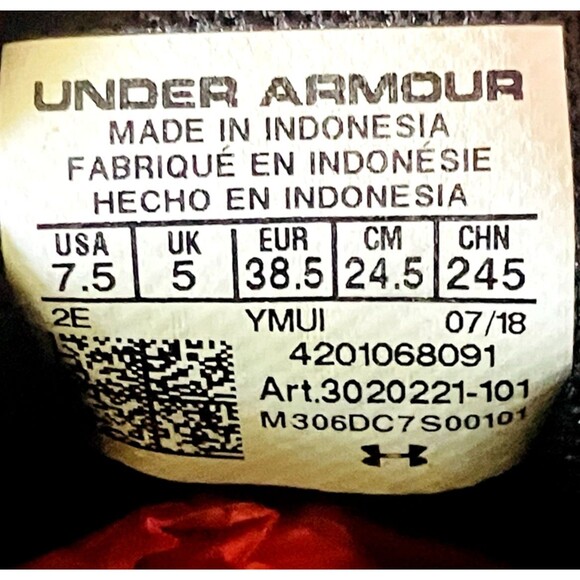 UNDER ARMOUR
MADE IN INDONESIA
FABRIQUÉ EN INDONÉSIE
HECHO EN INDONESIA
USA UK EUR CM CHN
7.5 5 38.5 24.5 245
2E YMUI 07/18
4201068091
Art.3020221-101
M306DC7S00101